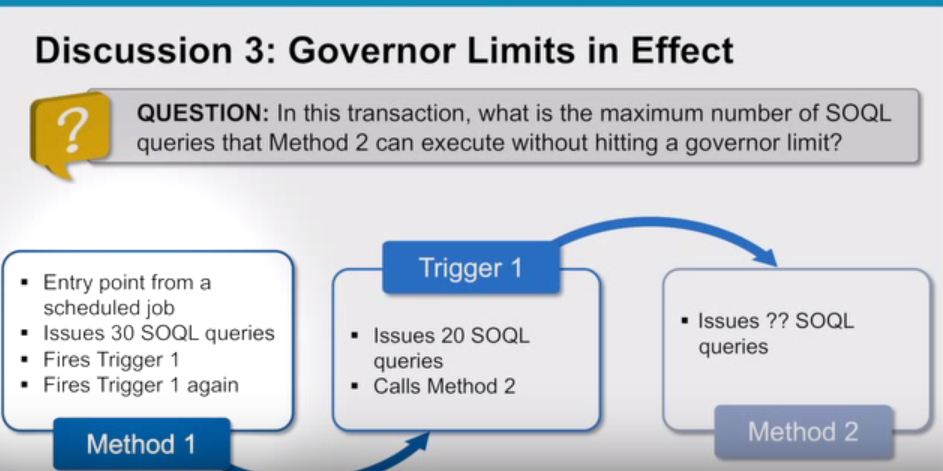 Discussion 3: Governor Limits in Effect
?
QUESTION: In this transaction, what is the maximum number of SOQL
queries that Method 2 can execute without hitting a governor limit?
▪ Entry point from a
scheduled job
▪ Issues 30 SOQL queries
▪ Fires Trigger 1
▪ Fires Trigger 1 again
Method 1
Trigger 1
▪ Issues 20 SOQL
queries
▪ Calls Method 2
▪ Issues ?? SOQL
queries
Method 2